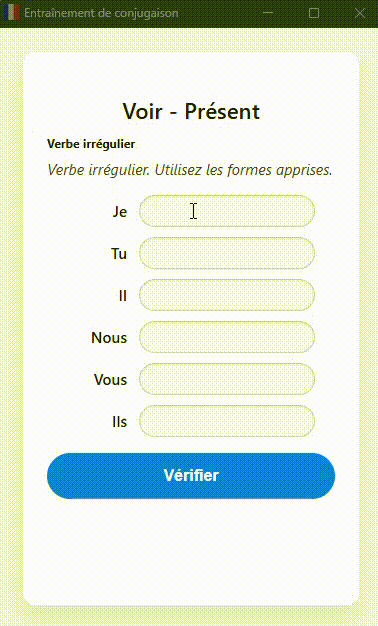 Entraînement de conjugaison
Voir - Présent
Verbe irrégulier
Verbe irrégulier. Utilisez les formes apprises.
Je
Tu
Il
Nous
Vous
Ils
Vérifier